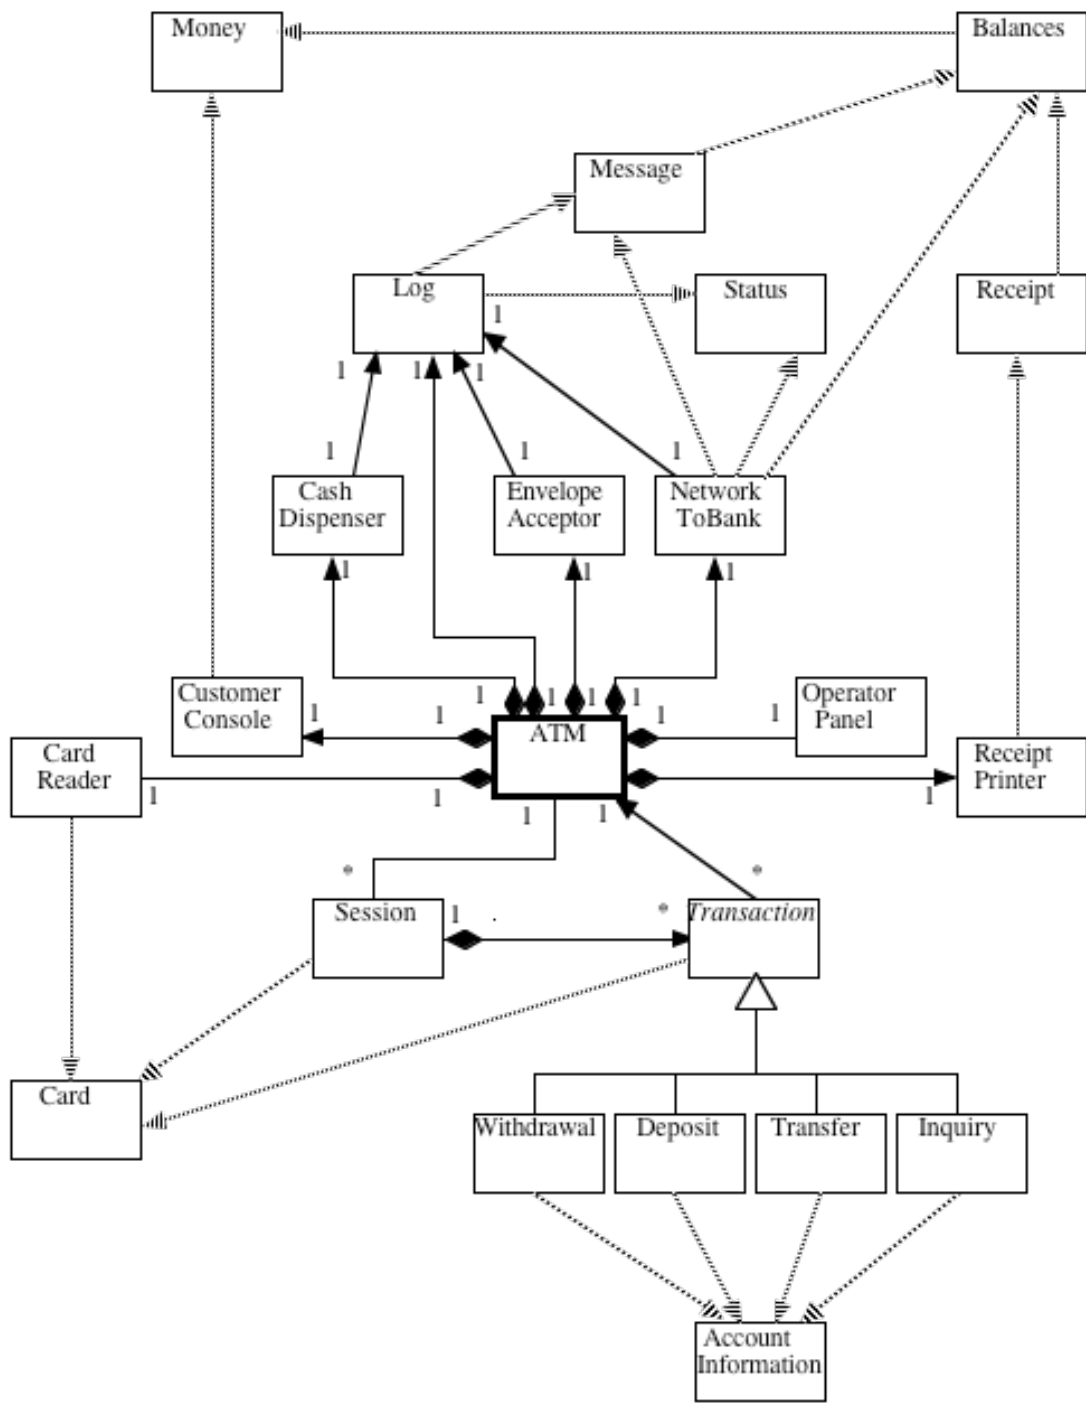 Money
Balances
Message
Log
Status
Receipt
1
1
1
1
1
1
1
Cash
Dispenser
Envelope
Acceptor
Network
ToBank
1
1
1
Customer
Console
1
1
1
1
1
1
1
1
Operator
Panel
ATM
Card
Reader
1
1
Receipt
Printer
1
1
1
*
*
Session
1
.
*
Transaction
Card
Withdrawal
Deposit
Transfer
Inquiry
Account
Information